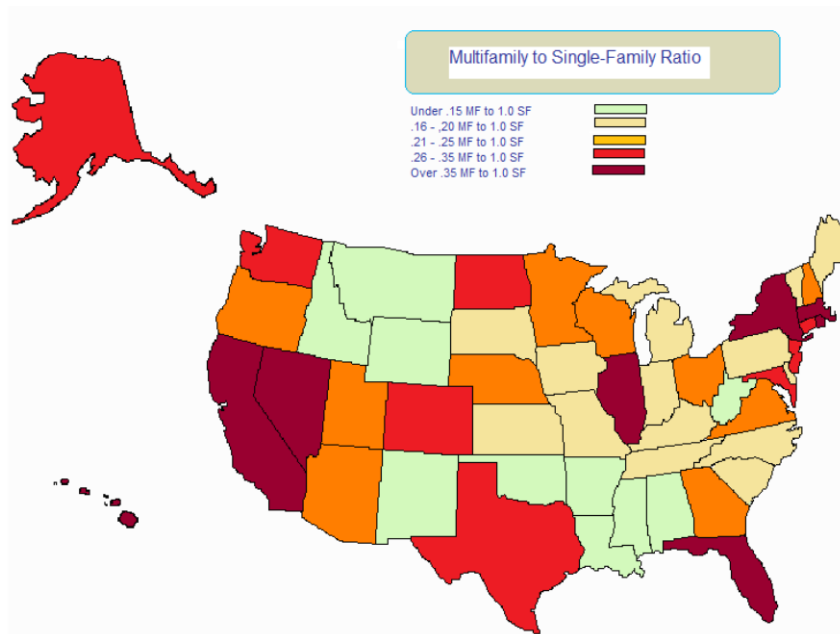 Multifamily to Single-Family Ratio
Under .15 MF to 1.0 SF
.16 - ,20 MF to 1.0 SF
.21 - .25 MF to 1.0 SF
.26 - .35 MF to 1.0 SF
Over .35 MF to 1.0 SF